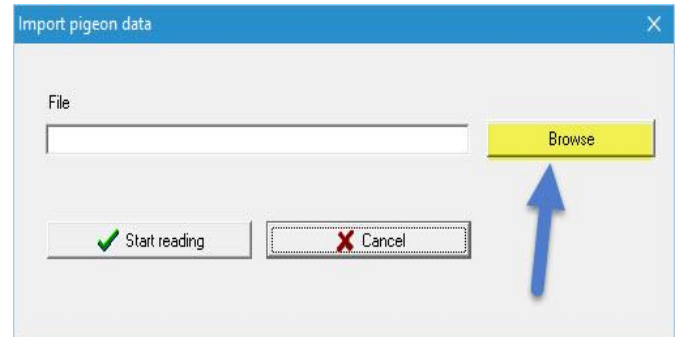 Import pigeon data
File
Browse
Start reading
Cancel